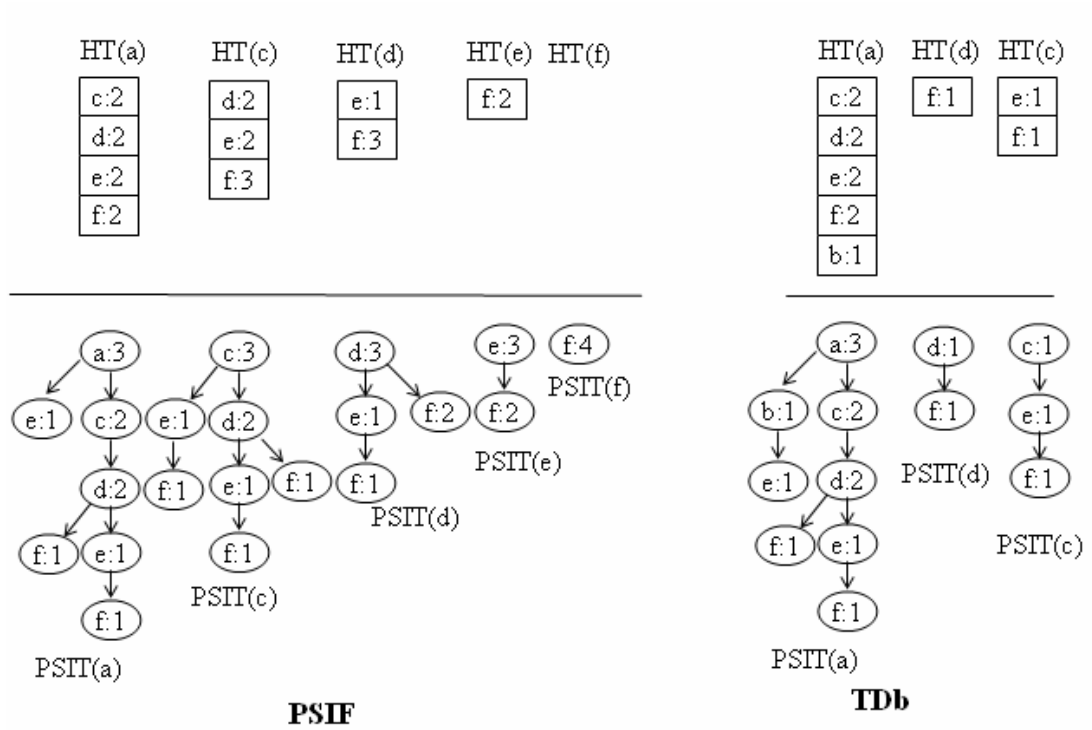 HT(a) HT(c) HT(d) HT(e) HT(f) HT(a) HT(d) HT(c)
c:2 d:2 e:1 f:2 c:2 f:1 e:1
d:2 e:2 f:3 d:2 f:1
e:2 f:3 e:2
f:2 f:2
b:1
a:3 c:3 d:3 e:3 f:4 a:3 d:1 c:1
PSIT(f)
e:1 c:2 e:1 d:2 e:1 f:2 f:2 b:1 c:2 f:1 e:1
PSIT(e) PSIT(d)
d:2 f:1 e:1 f:1 f:1 e:1 d:2 f:1
PSIT(d)
f:1 e:1 f:1 f:1 e:1 PSIT(c)
PSIT(c)
f:1 f:1
PSIT(a) PSIT(a)
PSIF TDb